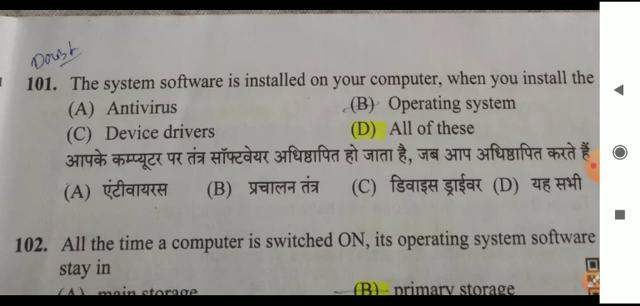 Doubt
101. The system software is installed on your computer, when you install the
(A) Antivirus (B) Operating system
(C) Device drivers (D) All of these
आपके कम्प्यूटर पर तंत्र सॉफ्टवेयर अधिष्ठापित हो जाता है, जब आप अधिष्ठापित करते हैं
(A) एंटीवायरस (B) प्रचालन तंत्र (C) डिवाइस ड्राईवर (D) यह सभी
102. All the time a computer is switched ON, its operating system software
stay in
(A) main storage (B) primary storage